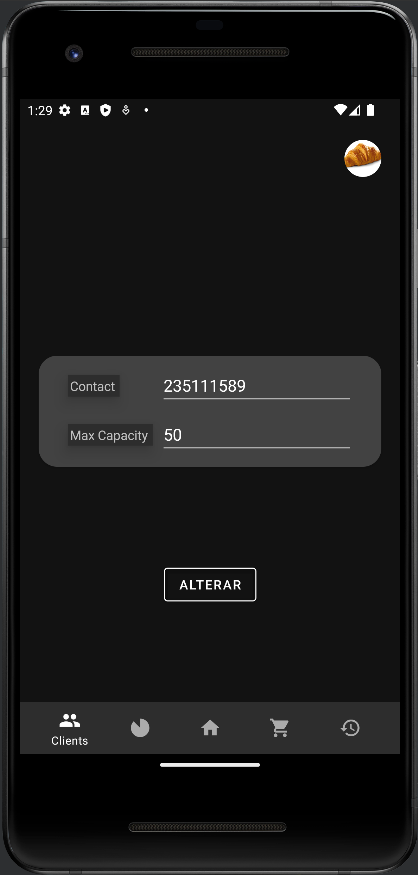 1:29
Contact 235111589
Max Capacity 50
ALTERAR
Clients